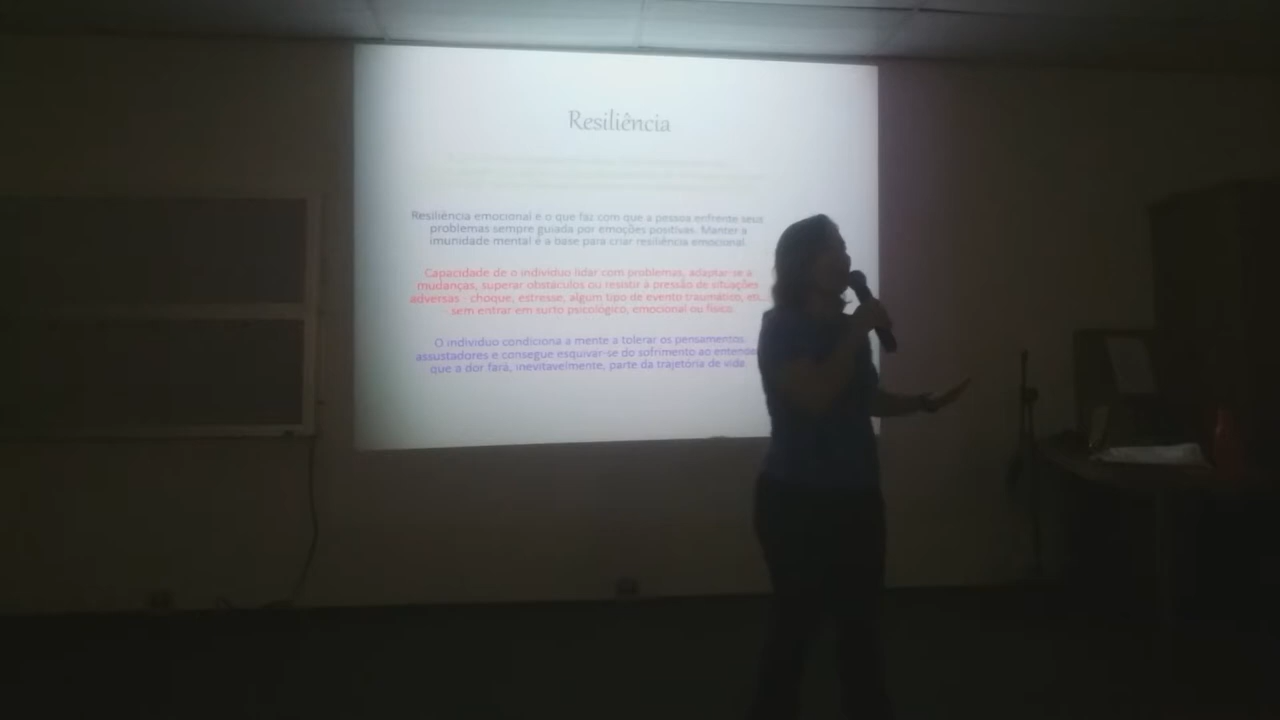 Resiliência
Resiliência emocional é o que faz com que a pessoa enfrente seus
problemas sempre guiada por emoções positivas. Manter a
imunidade mental é a base para criar resiliência emocional.
Capacidade de o indivíduo lidar com problemas, adaptar-se a
mudanças, superar obstáculos ou resistir à pressão de situações
adversas - choque, estresse, algum tipo de evento traumático, etc.
- sem entrar em surto psicológico, emocional ou físico.
O indivíduo condiciona a mente a tolerar os pensamentos
assustadores e consegue esquivar-se do sofrimento ao entender
que a dor fará, inevitavelmente, parte da trajetória de vida